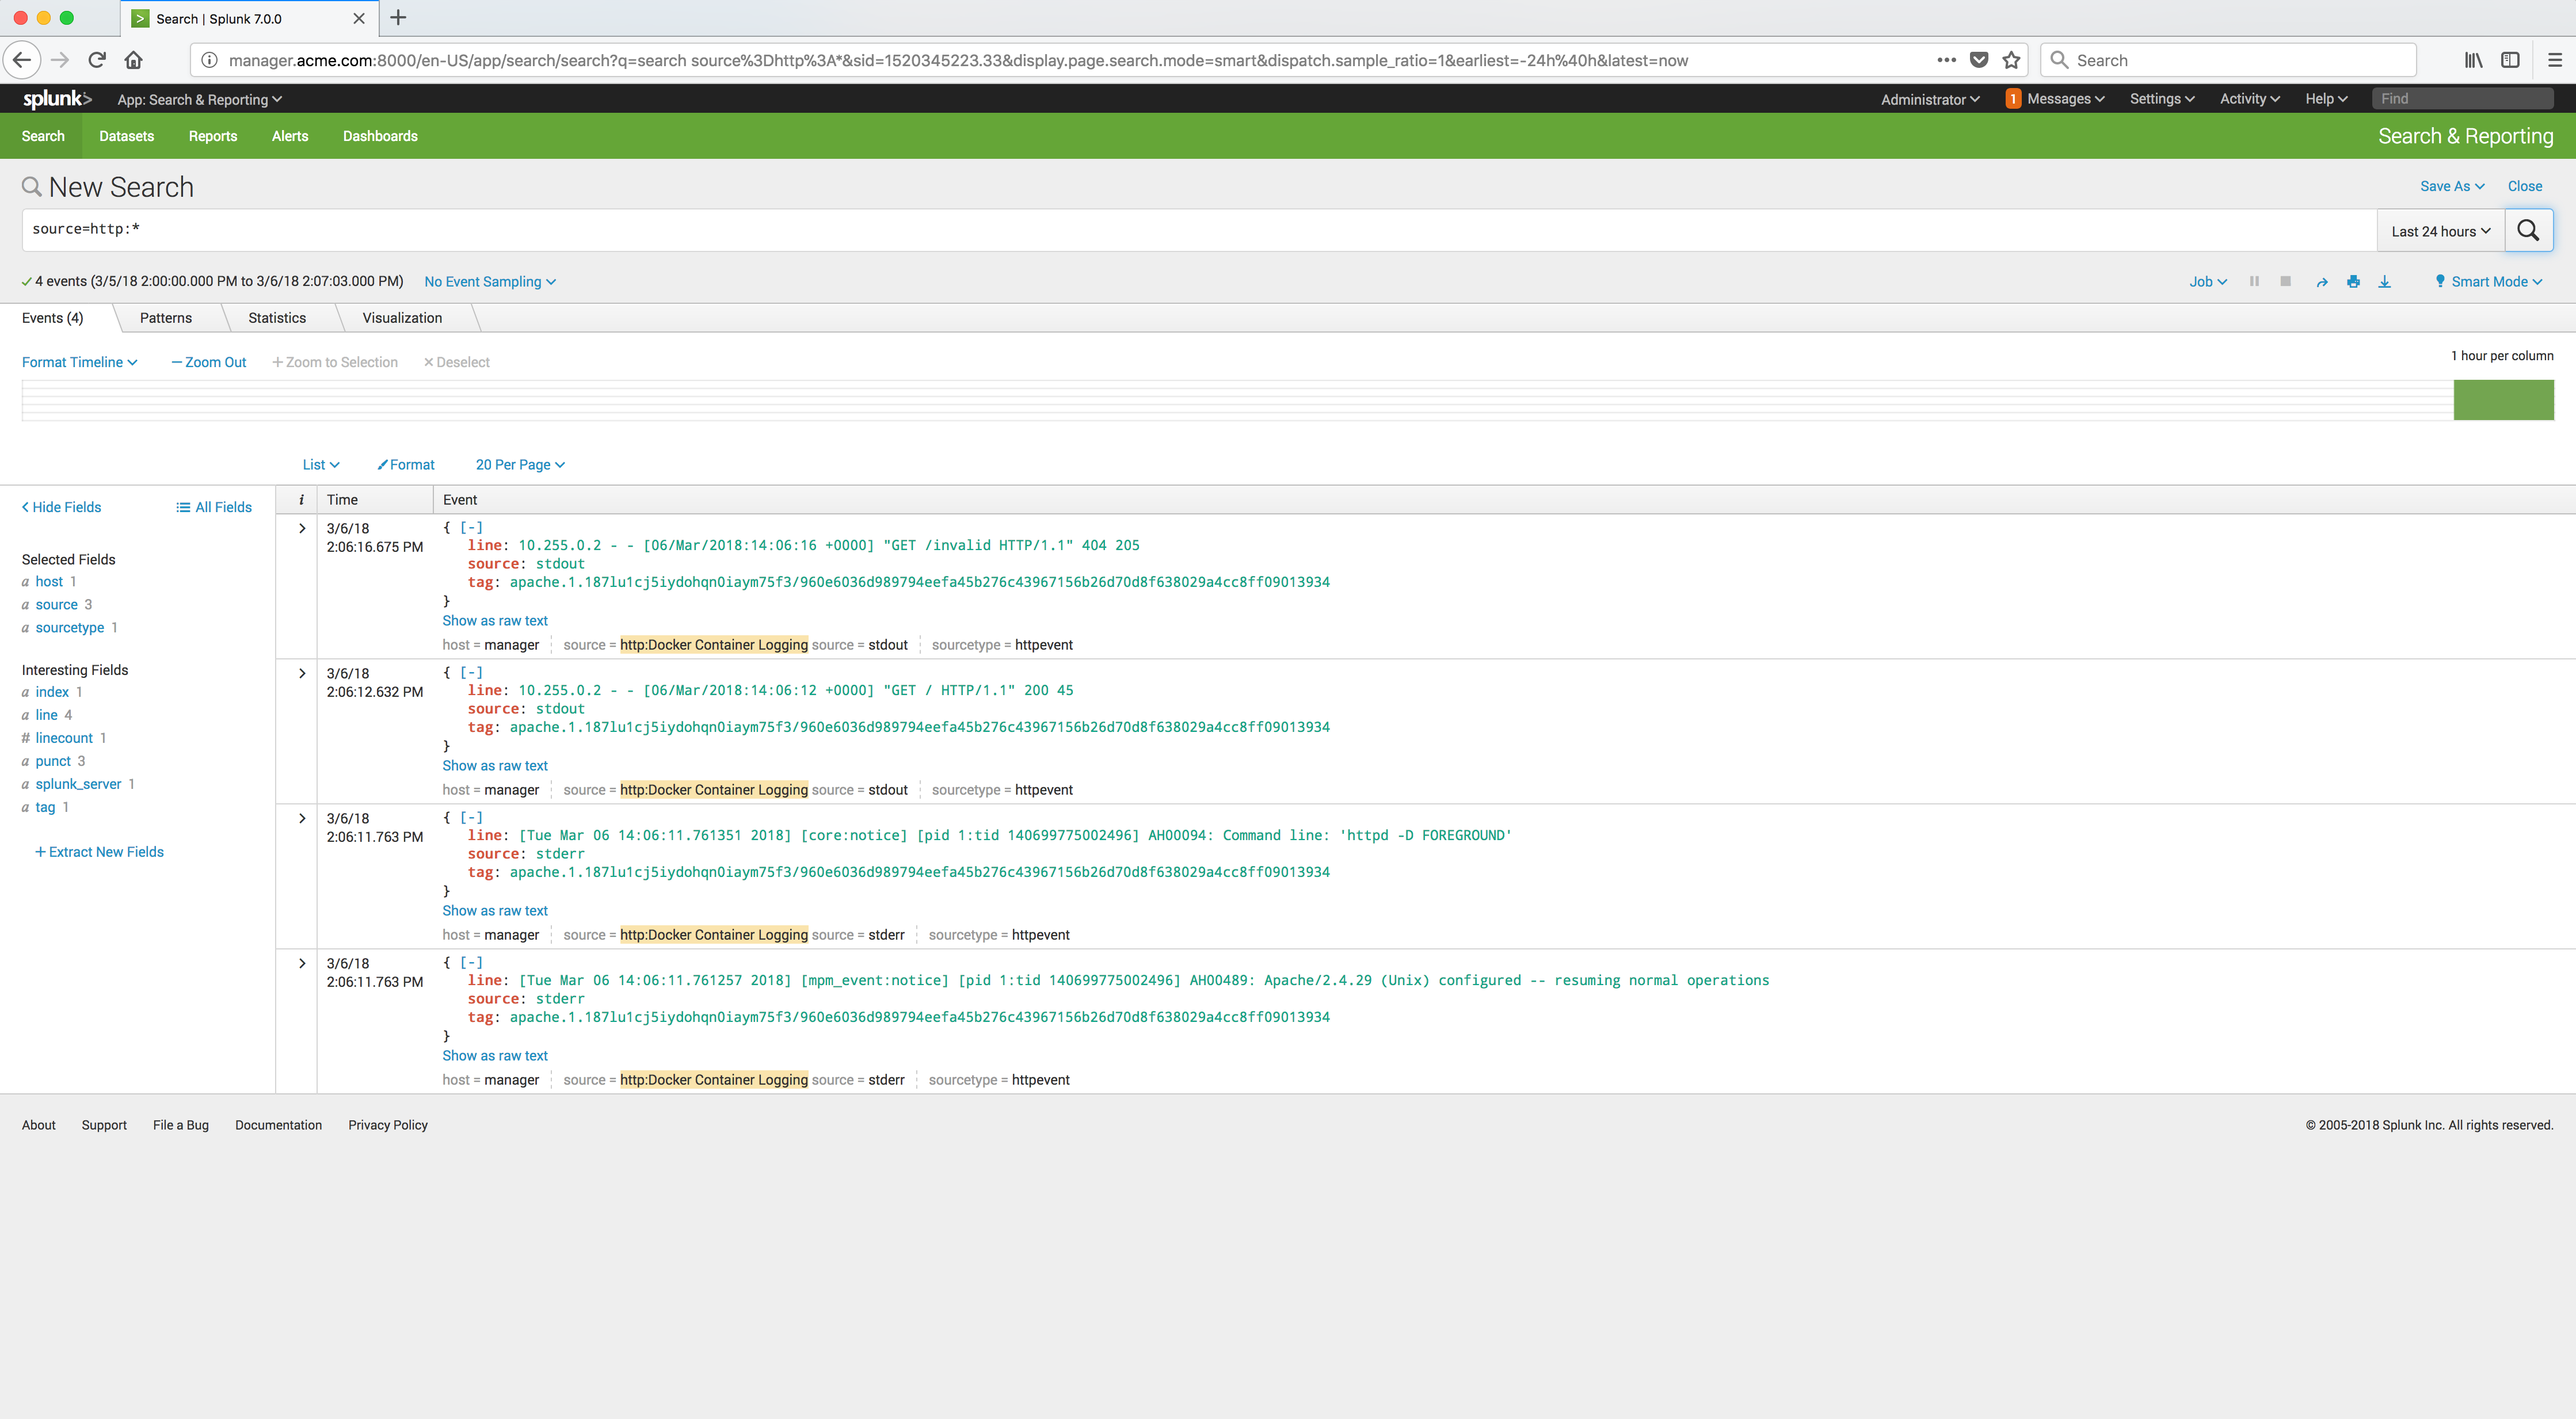 Search | Splunk 7.0.0
manager.acme.com:8000/en-US/app/search/search?q=search source%3Dhttp%3A*&sid=1520345223.33&display.page.search.mode=smart&dispatch.sample_ratio=1&earliest=-24h%40h&latest=now
Search
splunk> App: Search & Reporting Administrator 1 Messages Settings Activity Help Find
Search Datasets Reports Alerts Dashboards Search & Reporting
New Search Save As Close
source=http:* Last 24 hours
4 events (3/5/18 2:00:00.000 PM to 3/6/18 2:07:03.000 PM) No Event Sampling Job Smart Mode
Events (4) Patterns Statistics Visualization
Format Timeline — Zoom Out + Zoom to Selection × Deselect 1 hour per column
List Format 20 Per Page
Hide Fields All Fields
Selected Fields
a host 1
a source 3
a sourcetype 1
Interesting Fields
a index 1
a line 4
# linecount 1
a punct 3
a splunk_server 1
a tag 1
+ Extract New Fields
i Time Event
3/6/18
2:06:16.675 PM
{ [-]
line: 10.255.0.2 - - [06/Mar/2018:14:06:16 +0000] "GET /invalid HTTP/1.1" 404 205
source: stdout
tag: apache.1.187lu1cj5iydohqn0iaym75f3/960e6036d989794eefa45b276c43967156b26d70d8f638029a4cc8ff09013934
}
Show as raw text
host = manager source = http:Docker Container Logging source = stdout sourcetype = httpevent
3/6/18
2:06:12.632 PM
{ [-]
line: 10.255.0.2 - - [06/Mar/2018:14:06:12 +0000] "GET / HTTP/1.1" 200 45
source: stdout
tag: apache.1.187lu1cj5iydohqn0iaym75f3/960e6036d989794eefa45b276c43967156b26d70d8f638029a4cc8ff09013934
}
Show as raw text
host = manager source = http:Docker Container Logging source = stdout sourcetype = httpevent
3/6/18
2:06:11.763 PM
{ [-]
line: [Tue Mar 06 14:06:11.761351 2018] [core:notice] [pid 1:tid 140699775002496] AH00094: Command line: 'httpd -D FOREGROUND'
source: stderr
tag: apache.1.187lu1cj5iydohqn0iaym75f3/960e6036d989794eefa45b276c43967156b26d70d8f638029a4cc8ff09013934
}
Show as raw text
host = manager source = http:Docker Container Logging source = stderr sourcetype = httpevent
3/6/18
2:06:11.763 PM
{ [-]
line: [Tue Mar 06 14:06:11.761257 2018] [mpm_event:notice] [pid 1:tid 140699775002496] AH00489: Apache/2.4.29 (Unix) configured -- resuming normal operations
source: stderr
tag: apache.1.187lu1cj5iydohqn0iaym75f3/960e6036d989794eefa45b276c43967156b26d70d8f638029a4cc8ff09013934
}
Show as raw text
host = manager source = http:Docker Container Logging source = stderr sourcetype = httpevent
About Support File a Bug Documentation Privacy Policy © 2005-2018 Splunk Inc. All rights reserved.